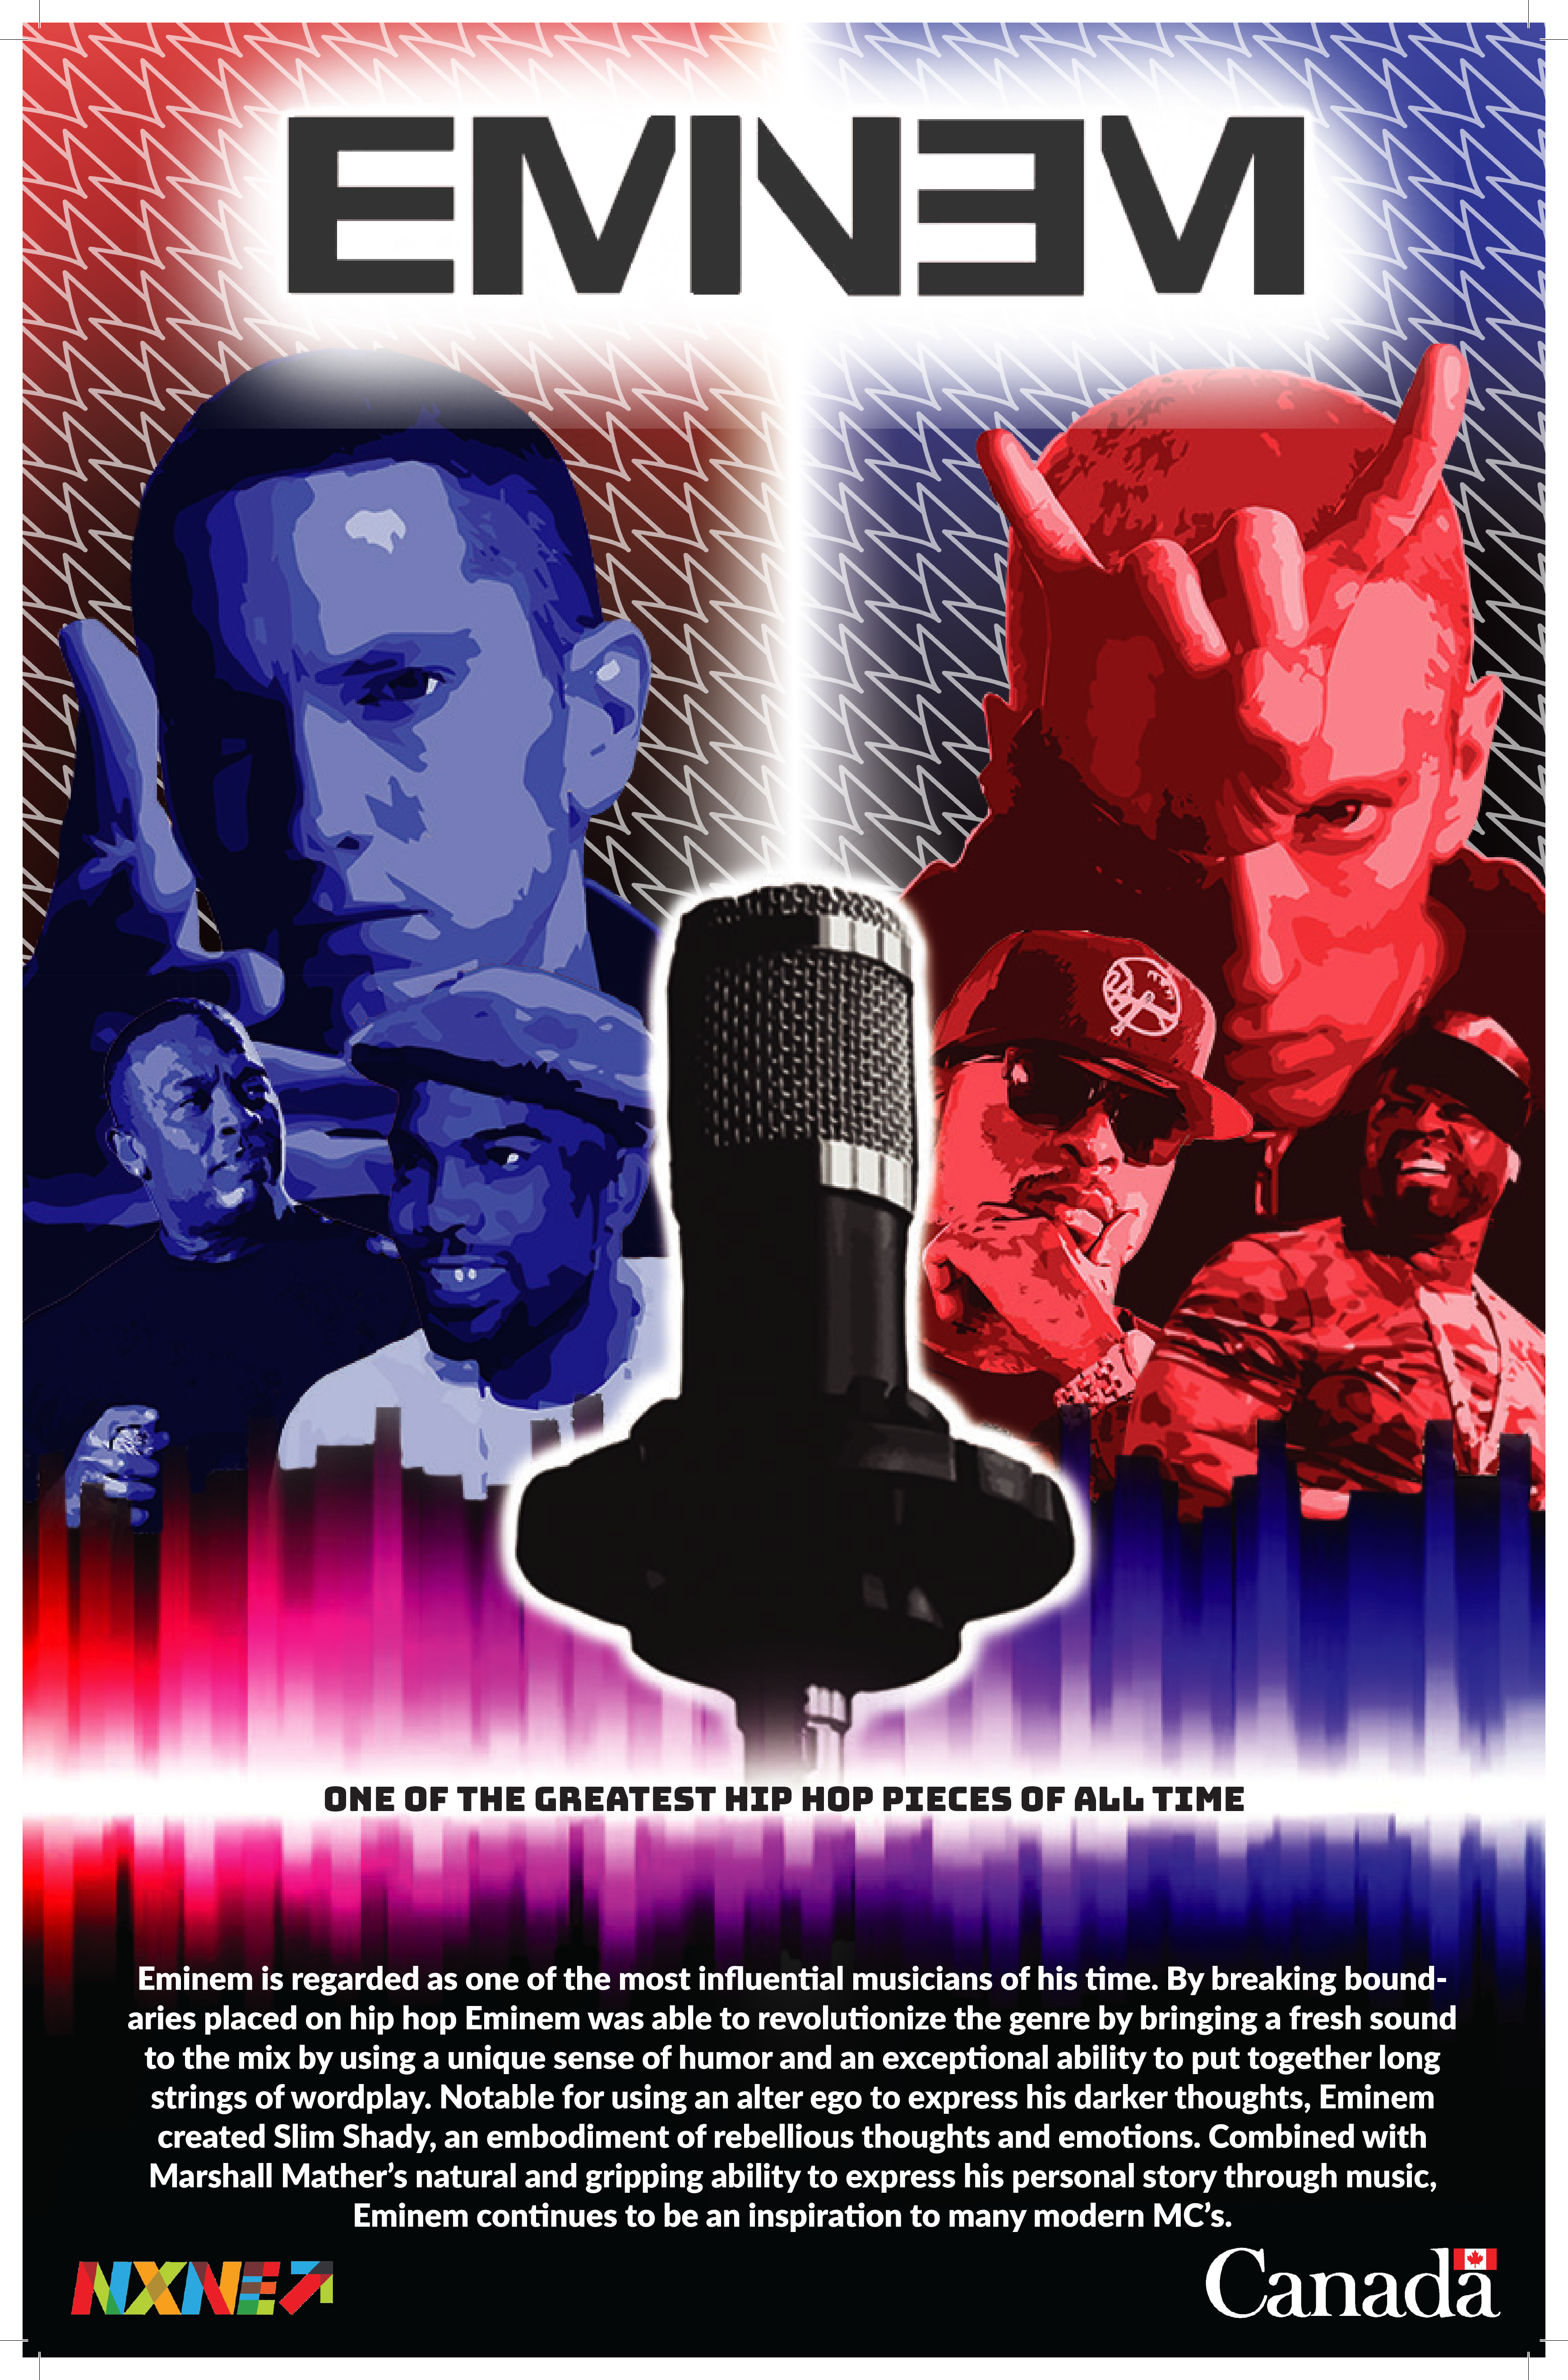 EMINƎM
ONE OF THE GREATEST HIP HOP PIECES OF ALL TIME
Eminem is regarded as one of the most influential musicians of his time. By breaking bound-
aries placed on hip hop Eminem was able to revolutionize the genre by bringing a fresh sound
to the mix by using a unique sense of humor and an exceptional ability to put together long
strings of wordplay. Notable for using an alter ego to express his darker thoughts, Eminem
created Slim Shady, an embodiment of rebellious thoughts and emotions. Combined with
Marshall Mather’s natural and gripping ability to express his personal story through music,
Eminem continues to be an inspiration to many modern MC’s.
NXNE
Canada